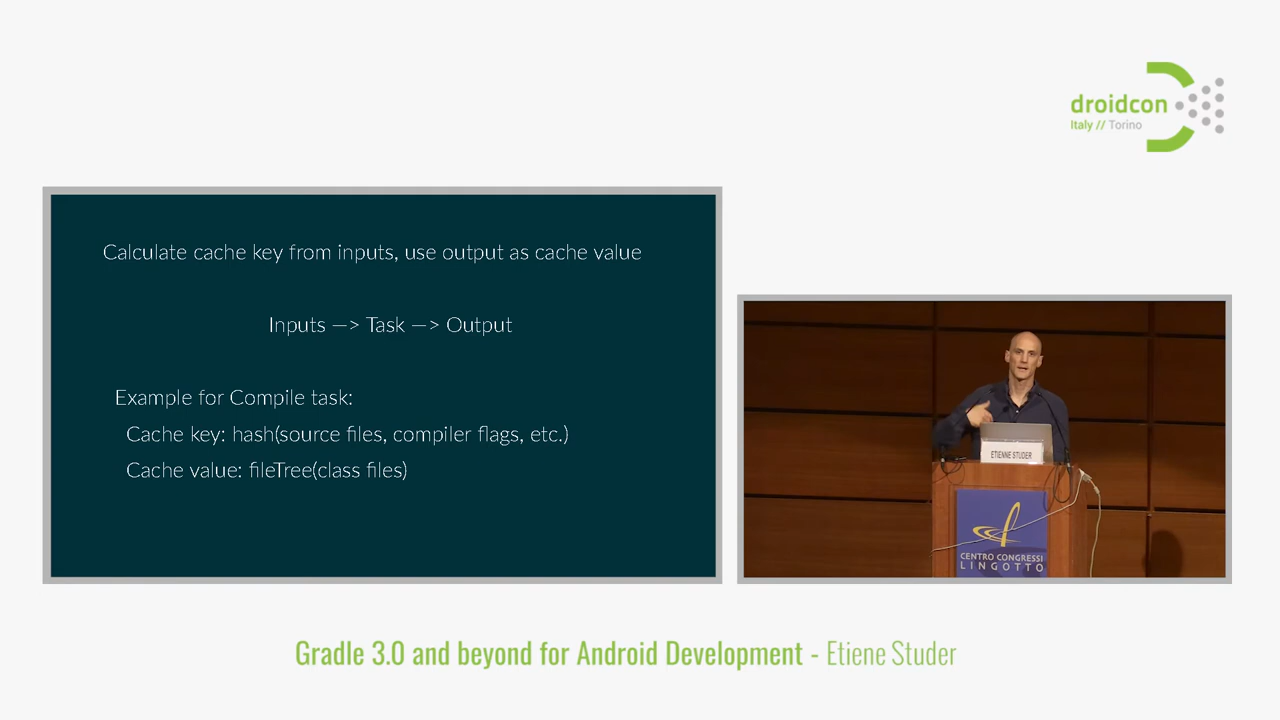 droidcon
Italy // Torino
Calculate cache key from inputs, use output as cache value
Inputs —> Task —> Output
Example for Compile task:
Cache key: hash(source files, compiler flags, etc.)
Cache value: fileTree(class files)
ETIENNE STUDER
CENTRO CONGRESSI
LINGOTTO
Gradle 3.0 and beyond for Android Development - Etiene Studer